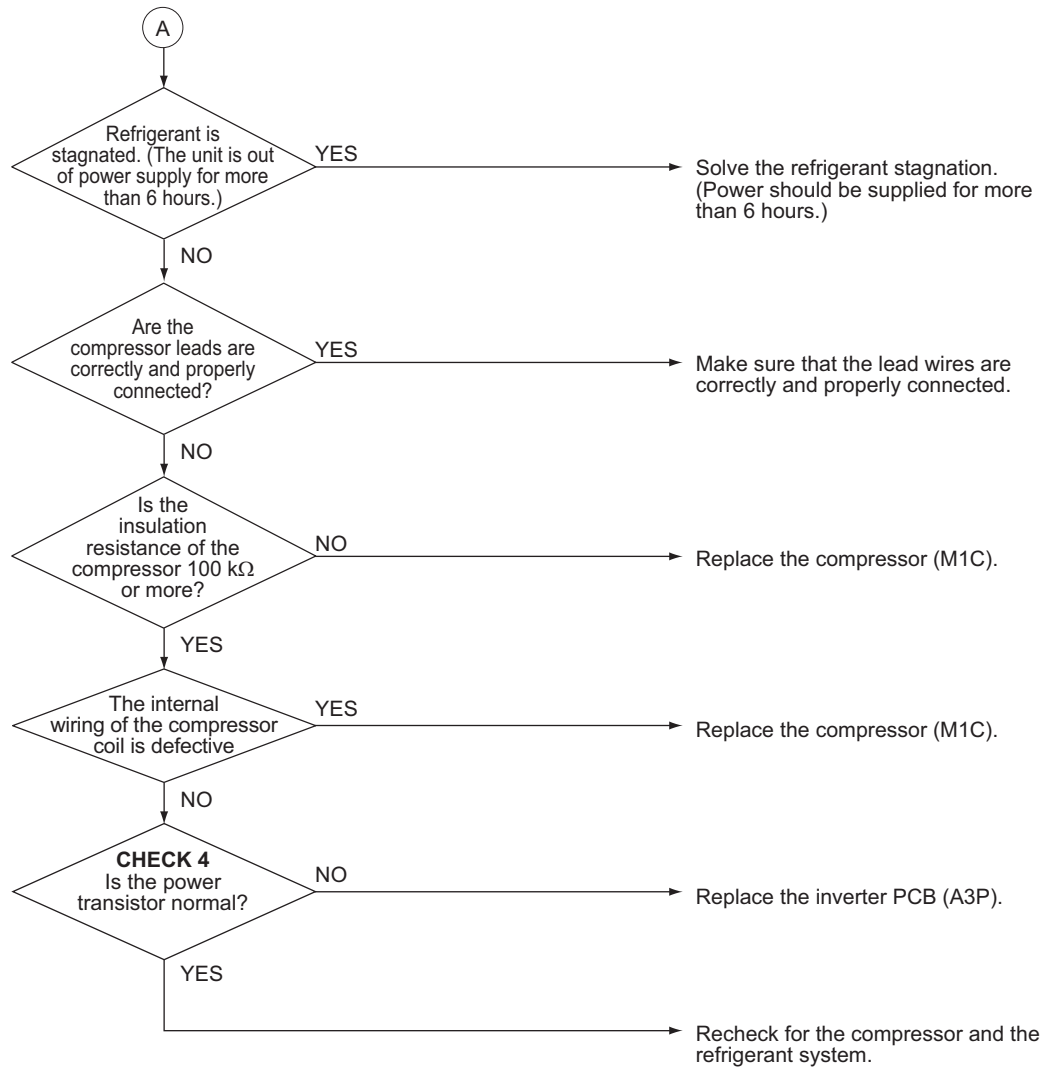 A
Refrigerant is
stagnated. (The unit is out
of power supply for more
than 6 hours.)
YES
Solve the refrigerant stagnation.
(Power should be supplied for more
than 6 hours.)
NO
Are the
compressor leads are
correctly and properly
connected?
YES
Make sure that the lead wires are
correctly and properly connected.
NO
Is the
insulation
resistance of the
compressor 100 kΩ
or more?
NO
Replace the compressor (M1C).
YES
The internal
wiring of the compressor
coil is defective
YES
Replace the compressor (M1C).
NO
CHECK 4
Is the power
transistor normal?
NO
Replace the inverter PCB (A3P).
YES
Recheck for the compressor and the
refrigerant system.